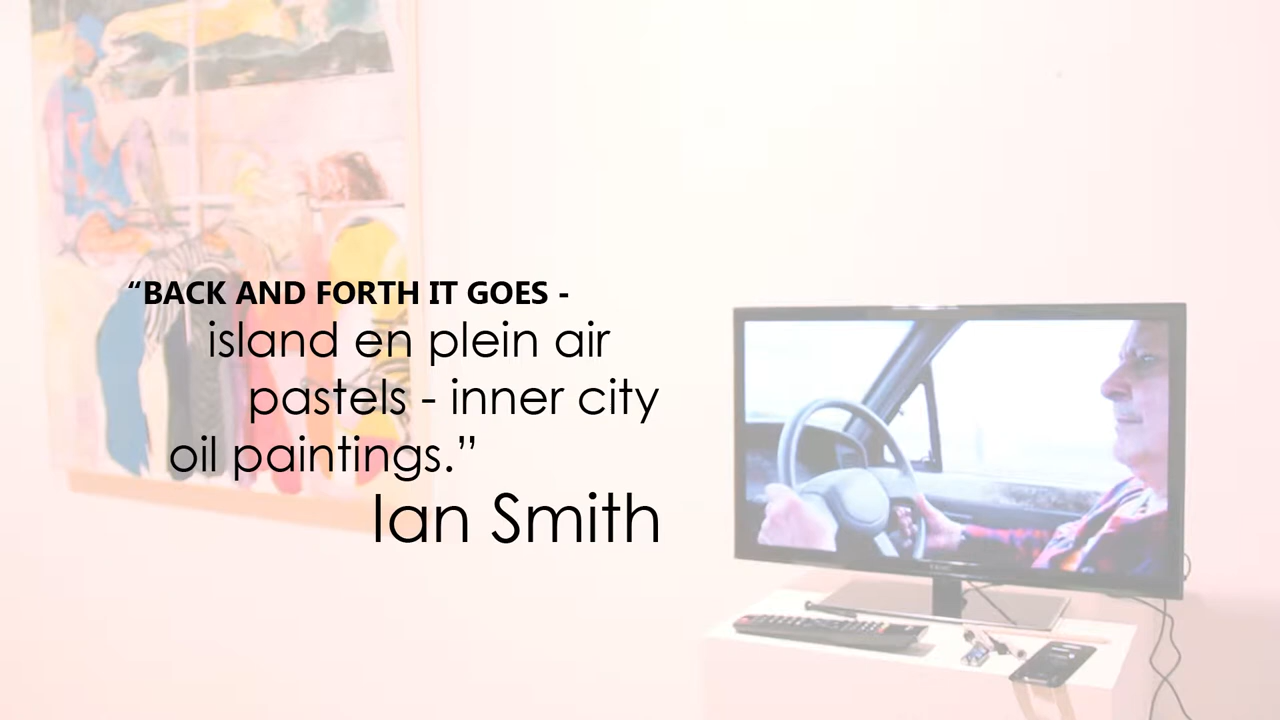 “BACK AND FORTH IT GOES -
island en plein air
pastels - inner city
oil paintings.”
Ian Smith